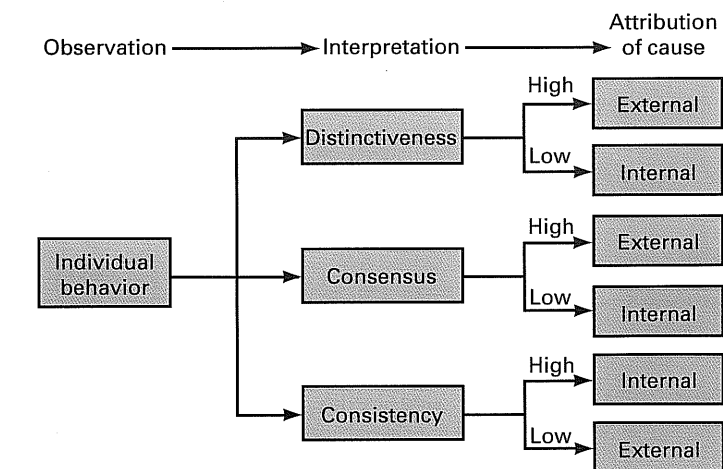 Observation
Interpretation
Attribution
of cause
High
External
Distinctiveness
Low
Internal
High
External
Individual
behavior
Consensus
Low
Internal
High
Internal
Consistency
Low
External